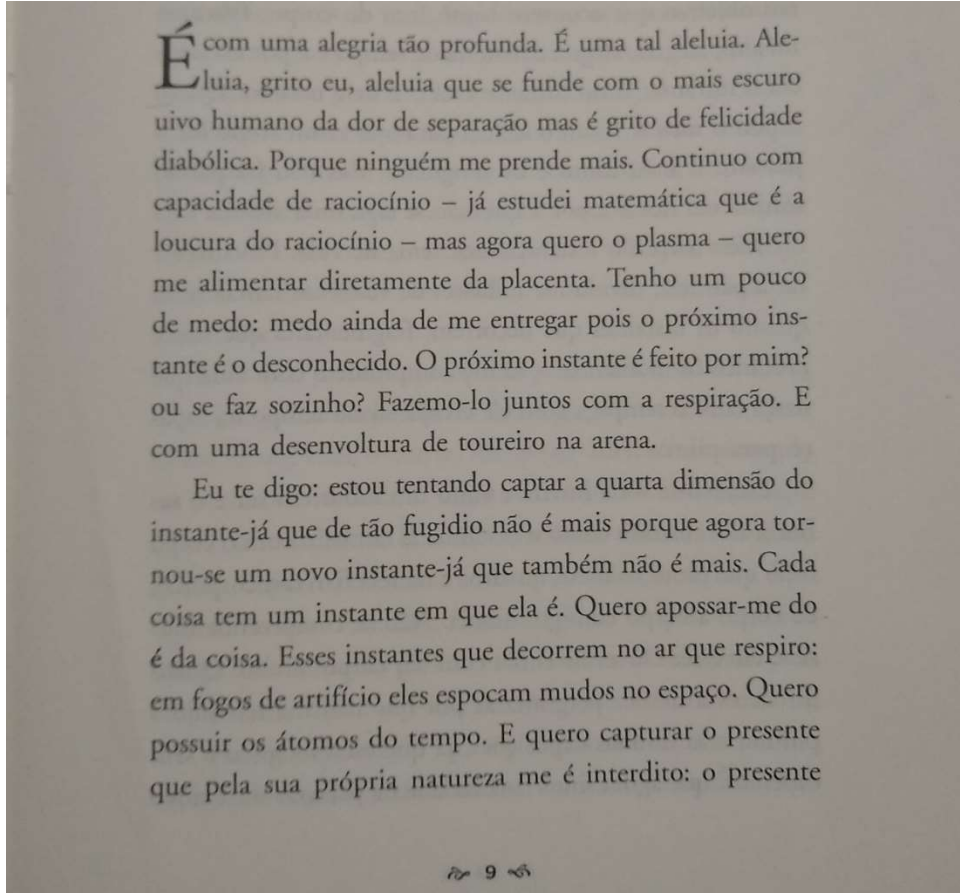 É com uma alegria tão profunda. É uma tal aleluia. Ale-
luia, grito eu, aleluia que se funde com o mais escuro
uivo humano da dor de separação mas é grito de felicidade
diabólica. Porque ninguém me prende mais. Continuo com
capacidade de raciocínio – já estudei matemática que é a
loucura do raciocínio – mas agora quero o plasma – quero
me alimentar diretamente da placenta. Tenho um pouco
de medo: medo ainda de me entregar pois o próximo ins-
tante é o desconhecido. O próximo instante é feito por mim?
ou se faz sozinho? Fazemo-lo juntos com a respiração. E
com uma desenvoltura de toureiro na arena.
Eu te digo: estou tentando captar a quarta dimensão do
instante-já que de tão fugidio não é mais porque agora tor-
nou-se um novo instante-já que também não é mais. Cada
coisa tem um instante em que ela é. Quero apossar-me do
é da coisa. Esses instantes que decorrem no ar que respiro:
em fogos de artifício eles espocam mudos no espaço. Quero
possuir os átomos do tempo. E quero capturar o presente
que pela sua própria natureza me é interdito: o presente
9